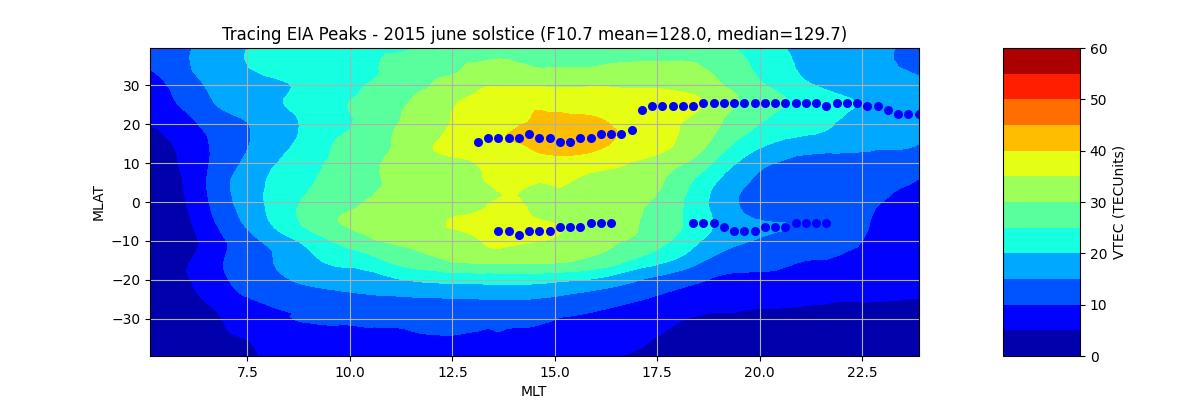 Tracing EIA Peaks - 2015 june solstice (F10.7 mean=128.0, median=129.7)
MLAT
30
20
10
0
−10
−20
−30
7.5 10.0 12.5 15.0 17.5 20.0 22.5
MLT
60
50
40
30
20
10
0
VTEC (TECUnits)